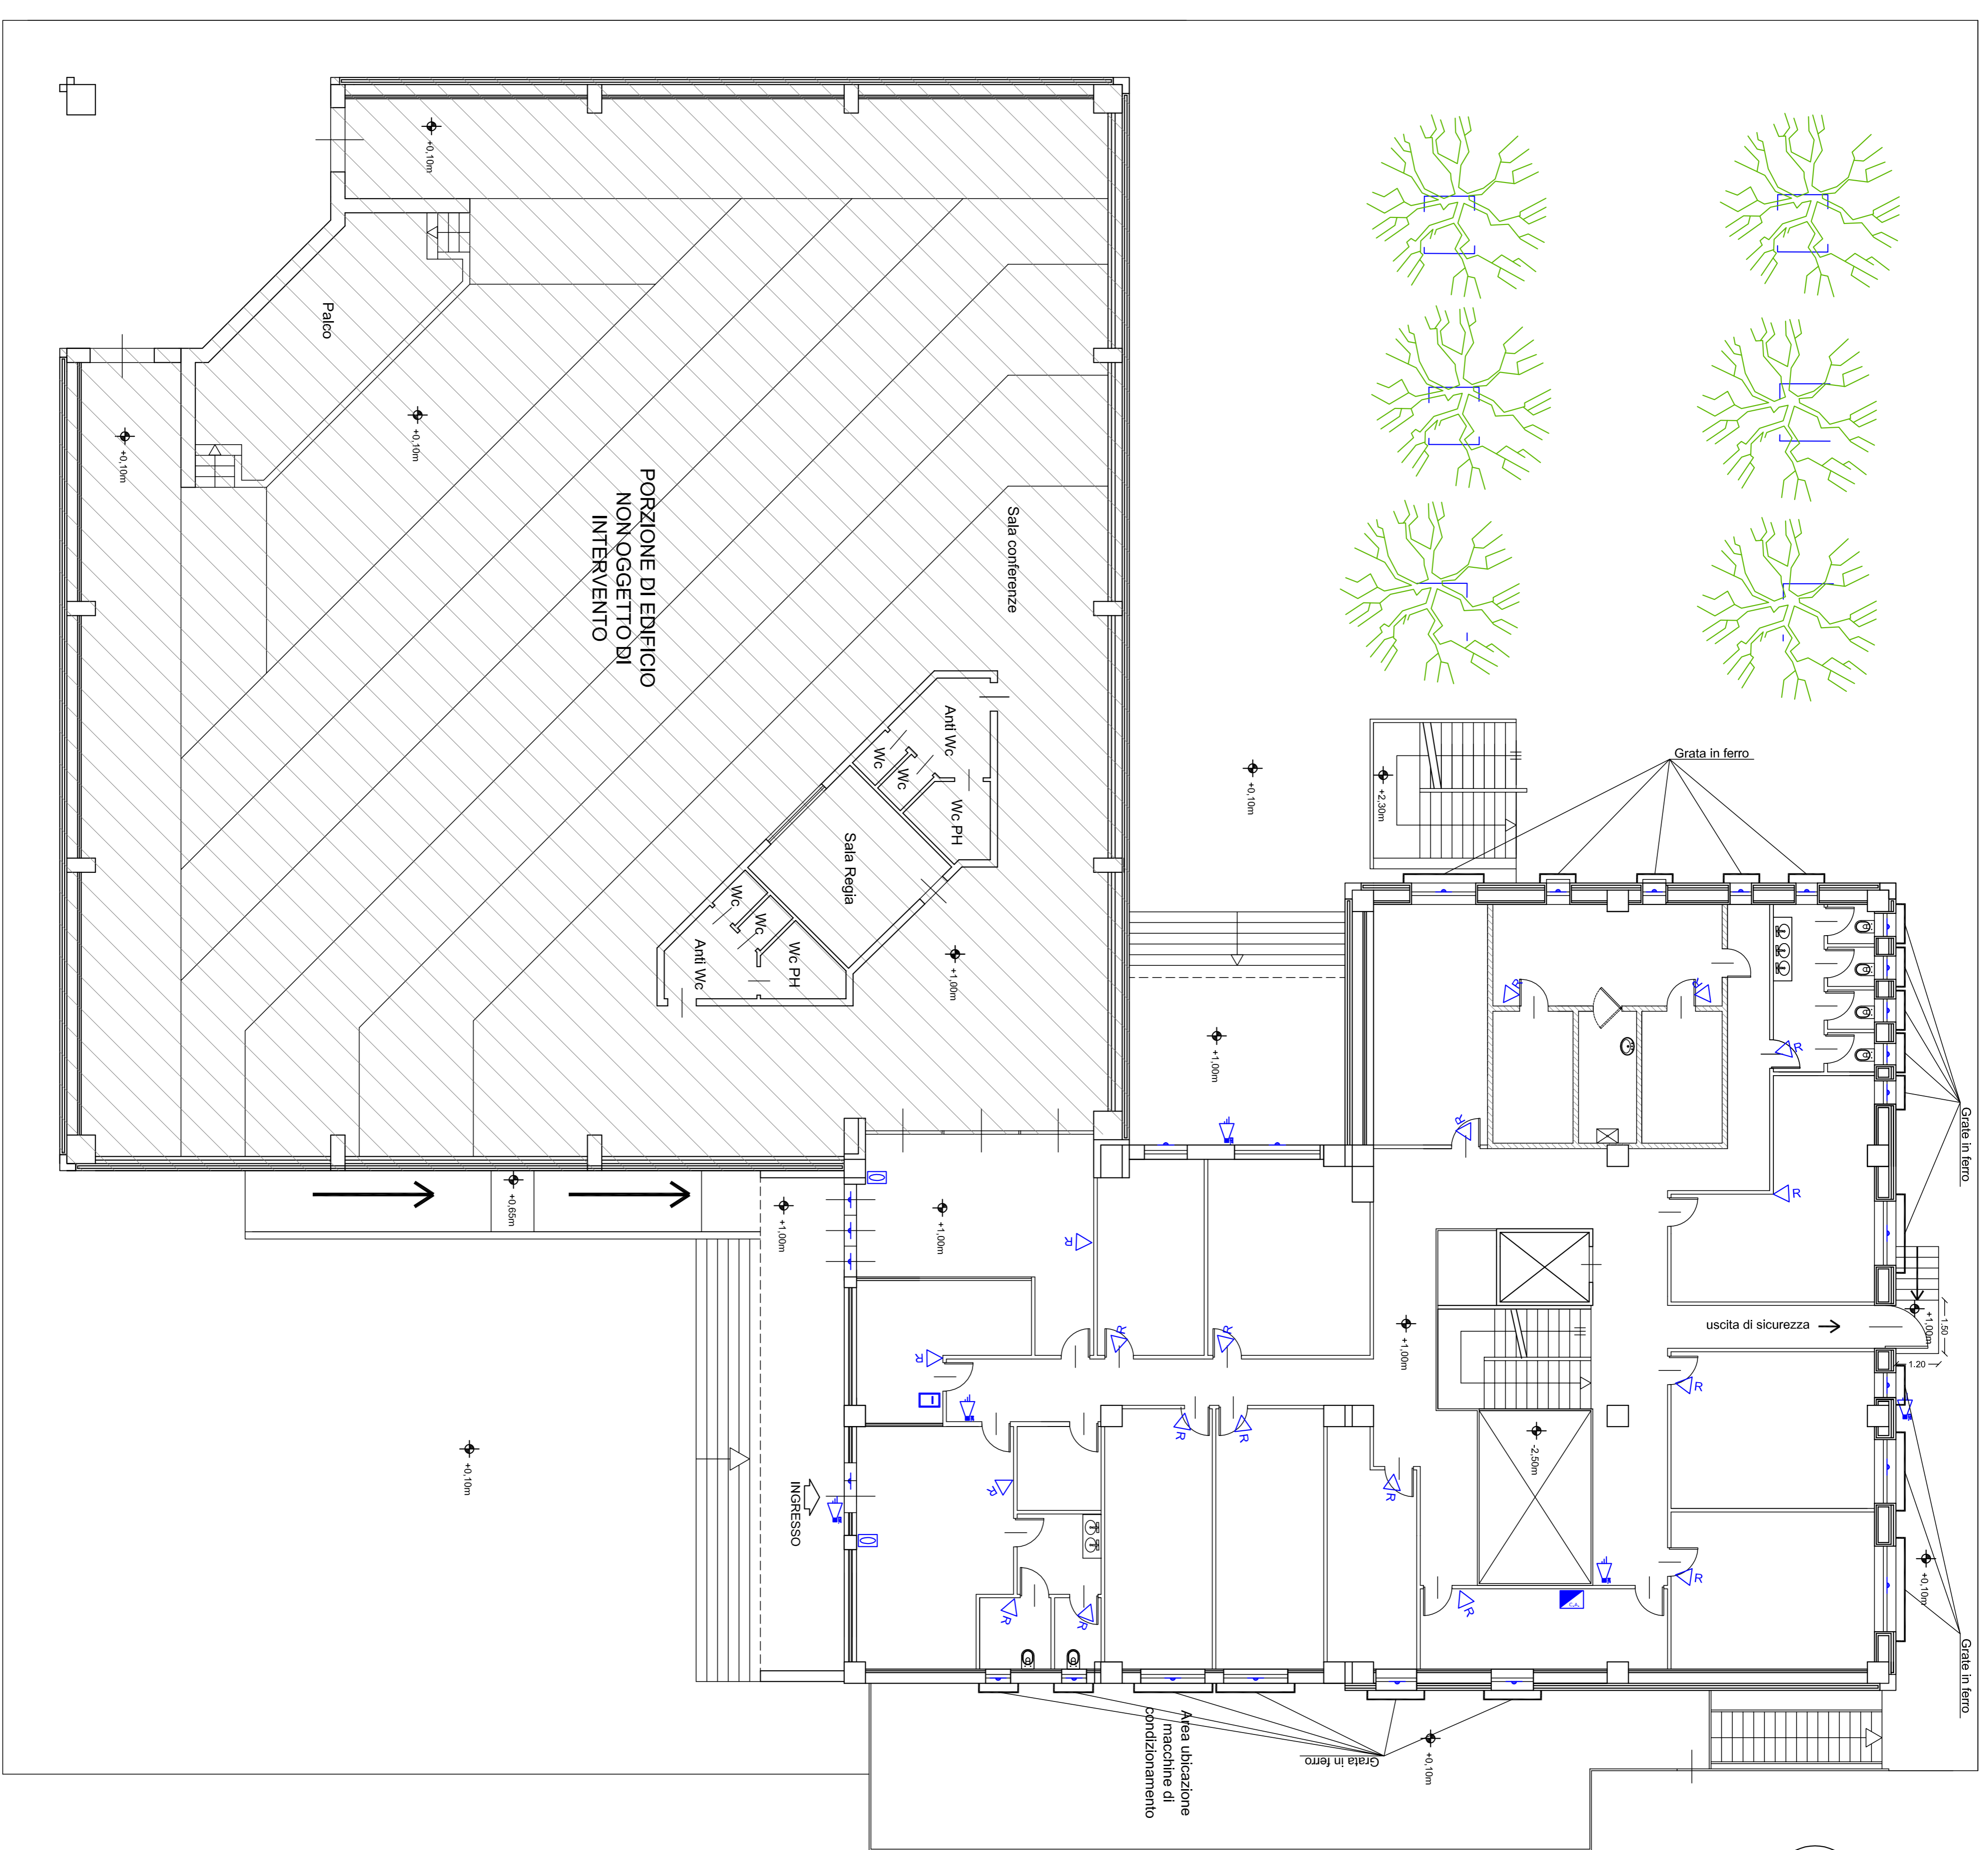 +0,10m
Palco
+0,10m
+0,10m
PORZIONE DI EDIFICIO
NON OGGETTO DI
INTERVENTO
Sala conferenze
Anti Wc
Wc
Wc
Wc PH
Sala Regia
Wc
Wc
Wc PH
Anti Wc
+1,00m
+0,10m
+2,30m
Grata in ferro
+1,00m
Grate in ferro
R
R
R
R
R
+0,65m
+1,00m
+1,00m
R
R
R
R
+1,00m
uscita di sicurezza
+1,00m
1.50
1.20
R
R
R
R
R
-2,50m
+0,10m
INGRESSO
R
R
R
R
R
+0,10m
Grate in ferro
Area ubicazione
macchine di
condizionamento
Grata in ferro
+0,10m